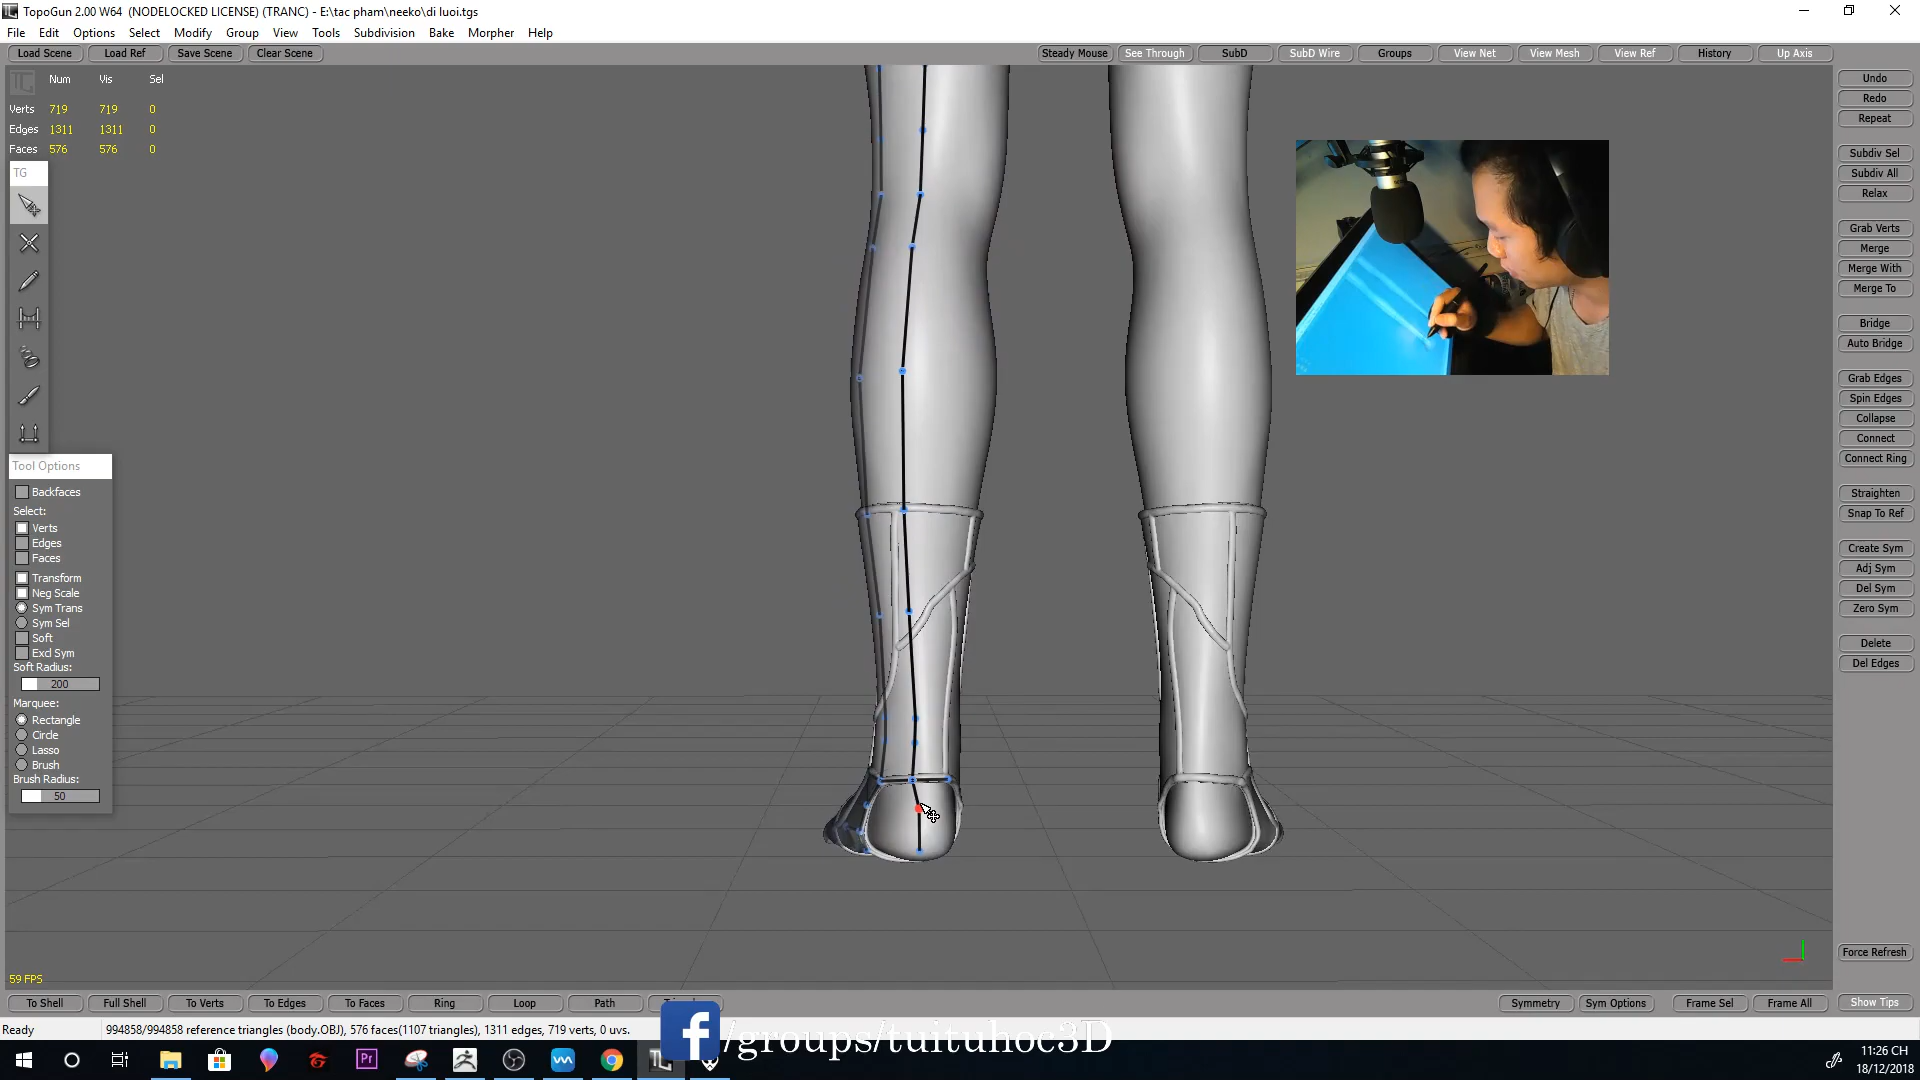 TopoGun 2.00 W64  (NODELOCKED LICENSE) (TRANC) - E:\tac pham\neeko\di luoi.tgs
File Edit Options Select Modify Group View Tools Subdivision Bake Morpher Help
Load Scene Load Ref Save Scene Clear Scene Steady Mouse See Through SubD SubD Wire Groups View Net View Mesh View Ref History Up Axis
Num Vis Sel
Verts 719 719 0
Edges 1311 1311 0
Faces 576 576 0
TG
Tool Options
Backfaces
Select:
Verts
Edges
Faces
Transform
Neg Scale
Sym Trans
Sym Sel
Soft
Excl Sym
Soft Radius:
200
Marquee:
Rectangle
Circle
Lasso
Brush
Brush Radius:
50
59 FPS
Undo
Redo
Repeat
Subdiv Sel
Subdiv All
Relax
Grab Verts
Merge
Merge With
Merge To
Bridge
Auto Bridge
Grab Edges
Spin Edges
Collapse
Connect
Connect Ring
Straighten
Snap To Ref
Create Sym
Adj Sym
Del Sym
Zero Sym
Delete
Del Edges
Force Refresh
Show Tips
To Shell Full Shell To Verts To Edges To Faces Ring Loop Path Symmetry Sym Options Frame Sel Frame All
Ready 994858/994858 reference triangles (body.OBJ), 576 faces(1107 triangles), 1311 edges, 719 verts, 0 uvs.
f /groups/tuituhoc3D
Pr
11:26 CH
18/12/2018